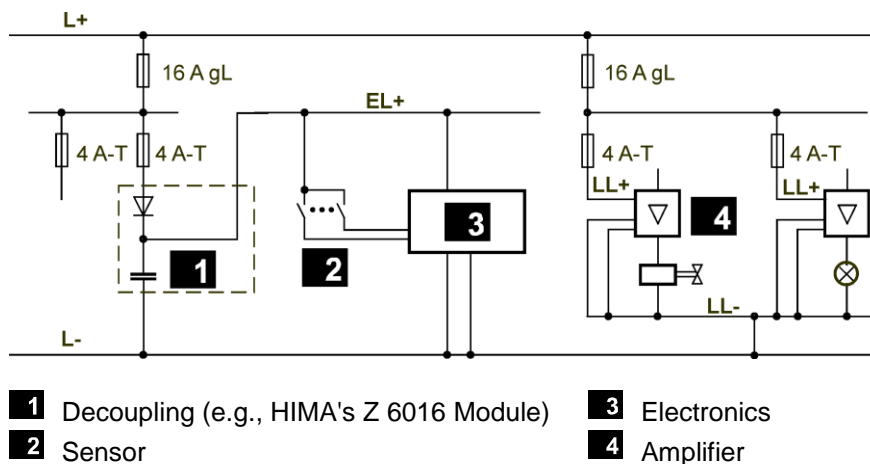 L+
16 A gL
16 A gL
EL+
4 A-T
4 A-T
4 A-T
4 A-T
LL+
LL+
1
2
3
4
LL-
L-
1 Decoupling (e.g., HIMA's Z 6016 Module)
2 Sensor
3 Electronics
4 Amplifier